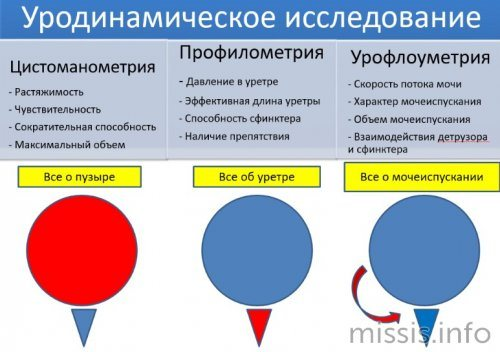 Уродинамическое исследование
Цистоманометрия
- Растяжимость
- Чувствительность
- Сократительная способность
- Максимальный объем
Профилометрия
- Давление в уретре
- Эффективная длина уретры
- Способность сфинктера
- Наличие препятствия
Урофлоуметрия
- Скорость потока мочи
- Характер мочеиспускания
- Объем мочеиспускания
- Взаимодействия детрузора
и сфинктера
Все о пузыре
Все об уретре
Все о мочеиспускании
missis.info